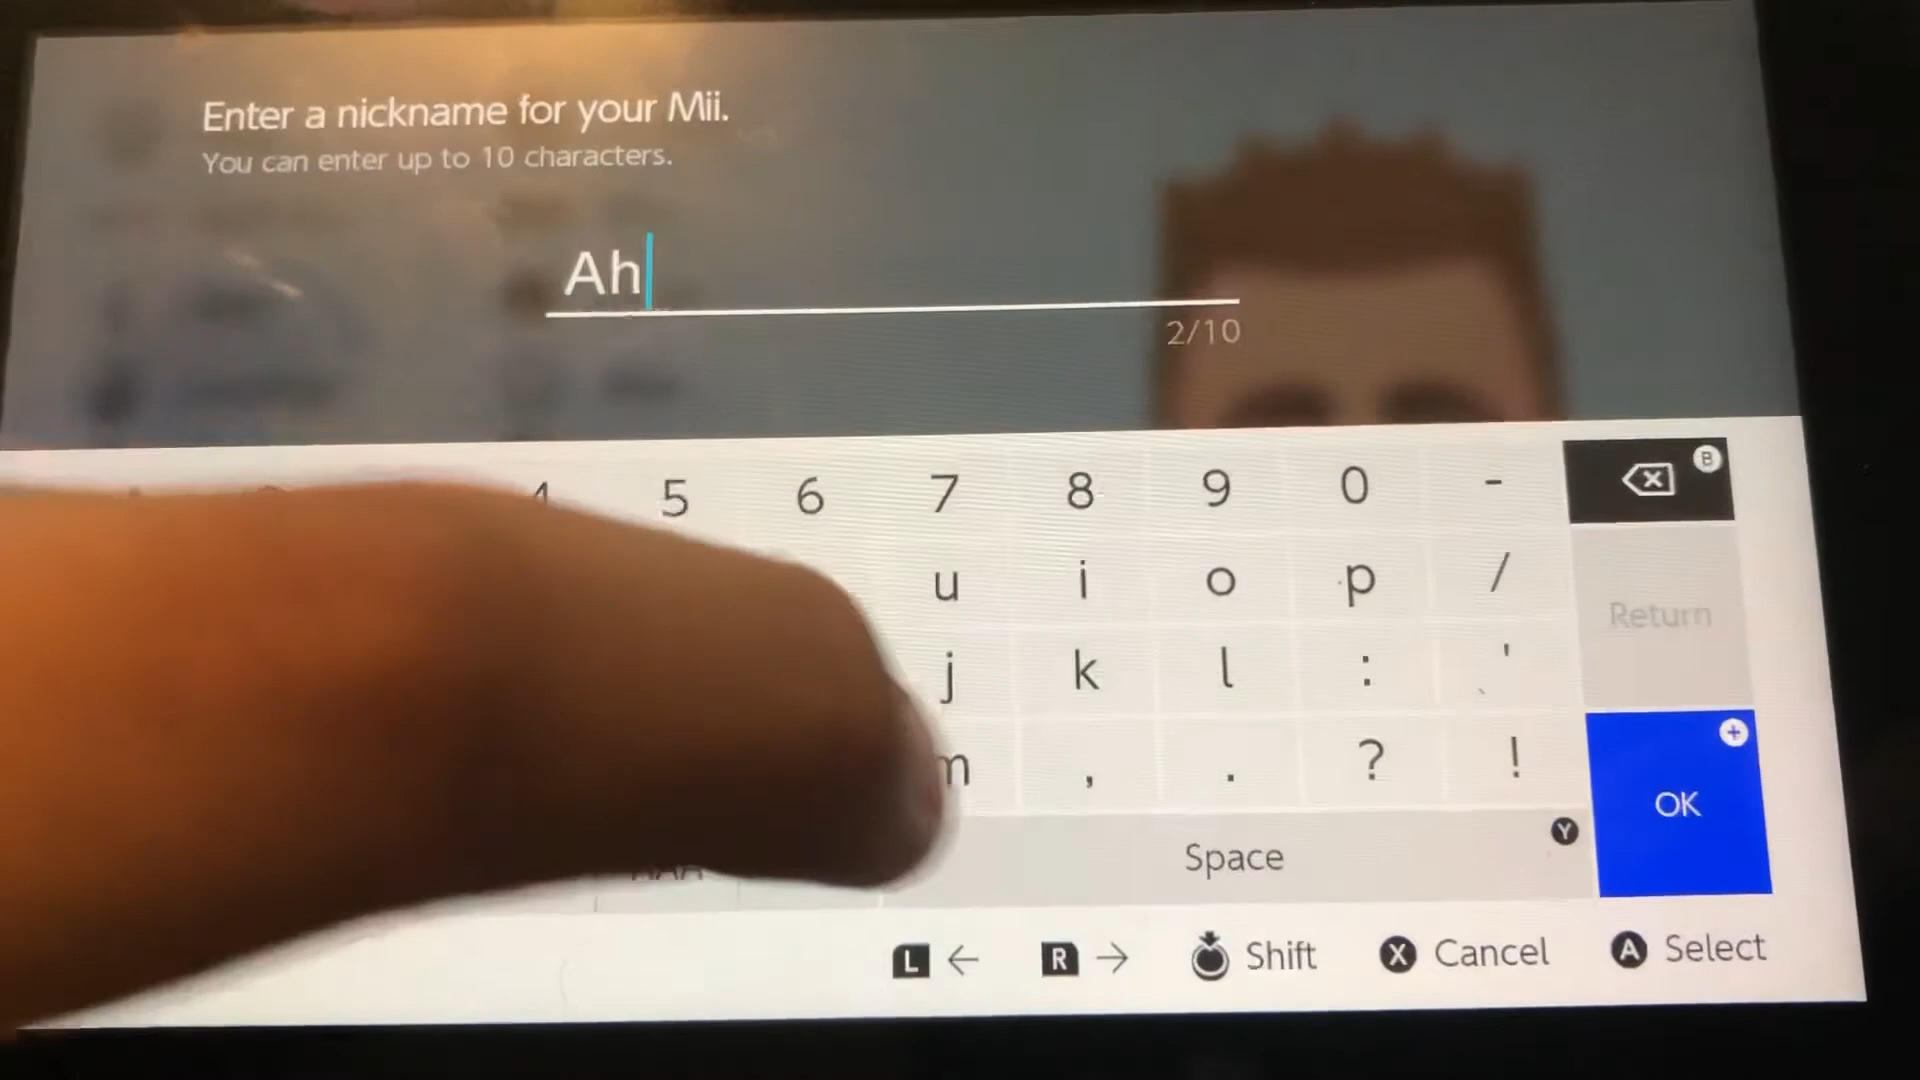 Enter a nickname for your Mii.
You can enter up to 10 characters.
Ah
2/10
5 6 7 8 9 0 - B
u i o p /
Return
j k l : '
m , . ? ! +
OK
Space Y
L ← R → Shift X Cancel A Select